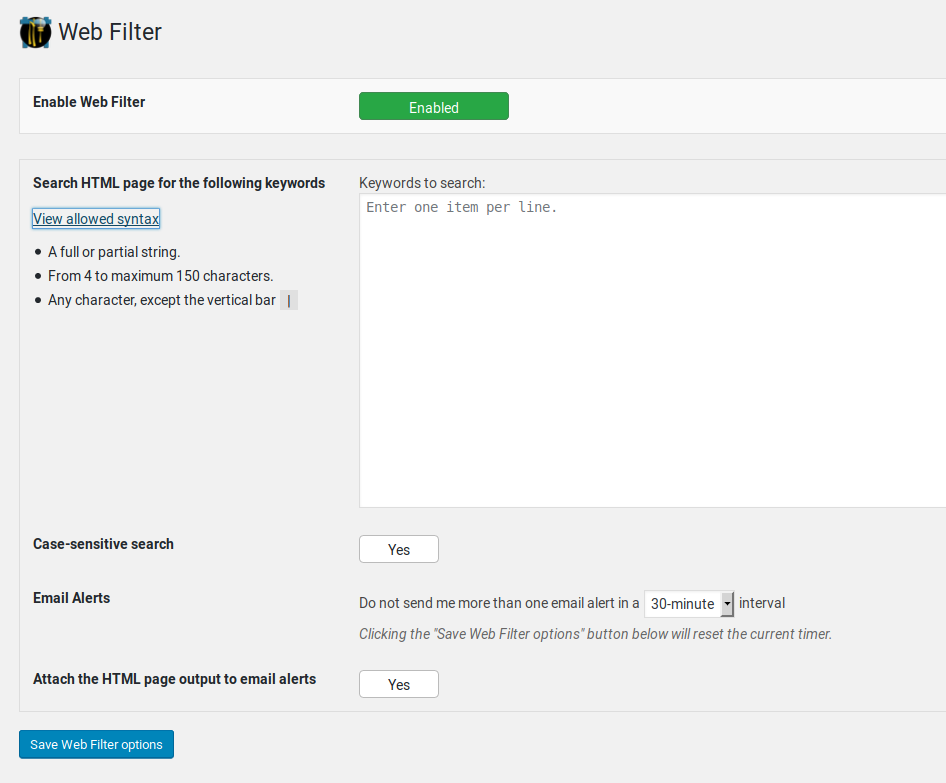 Web Filter
Enable Web Filter
Enabled
Search HTML page for the following keywords
Keywords to search:
View allowed syntax
Enter one item per line.
A full or partial string.
From 4 to maximum 150 characters.
Any character, except the vertical bar |
Case-sensitive search
Yes
Email Alerts
Do not send me more than one email alert in a 30-minute interval
Clicking the "Save Web Filter options" button below will reset the current timer.
Attach the HTML page output to email alerts
Yes
Save Web Filter options